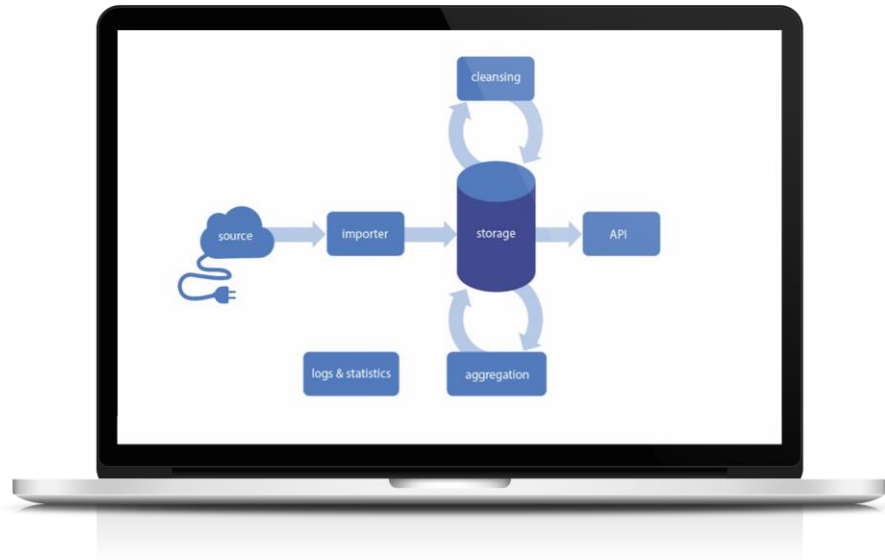 cleansing
source
importer
storage
API
logs & statistics
aggregation